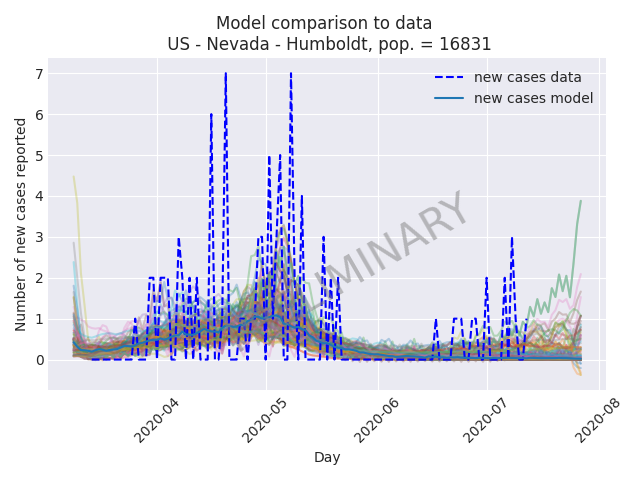 Model comparison to data
US - Nevada - Humboldt, pop. = 16831
Number of new cases reported
7
6
5
4
3
2
1
0
new cases data
new cases model
2020-04
2020-05
2020-06
2020-07
2020-08
Day